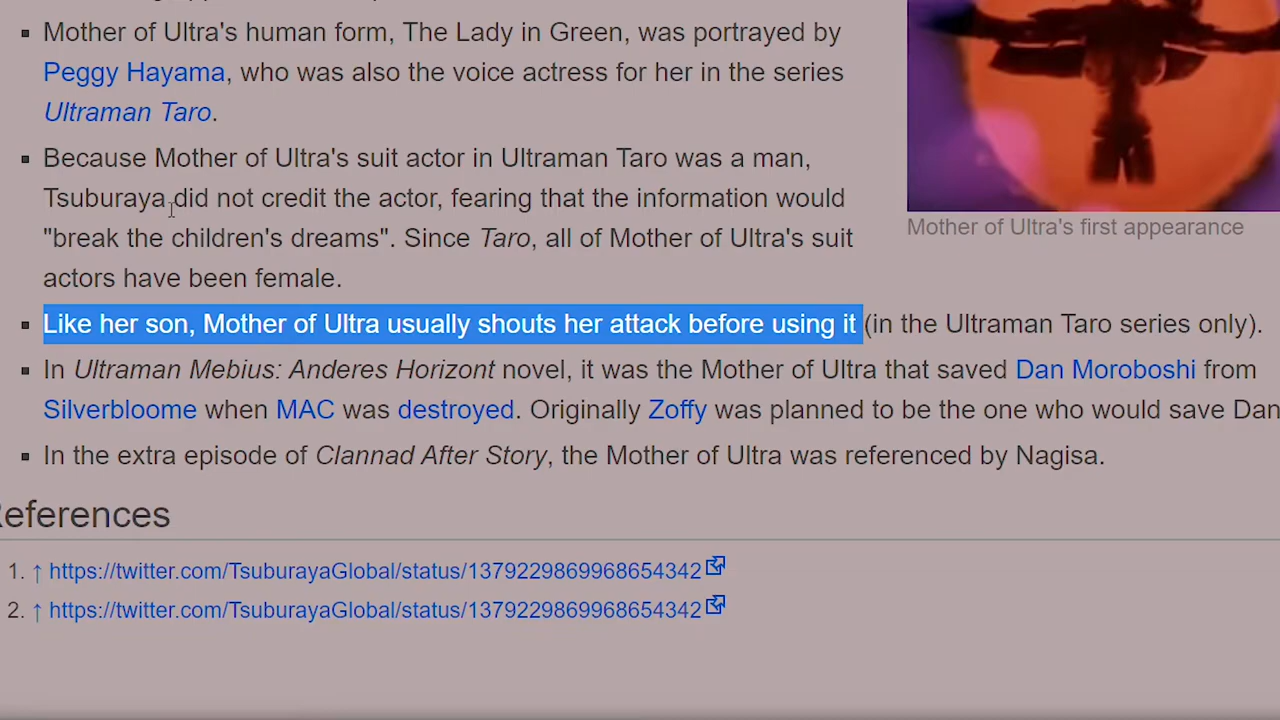 Mother of Ultra's human form, The Lady in Green, was portrayed by
Peggy Hayama, who was also the voice actress for her in the series
Ultraman Taro.
Because Mother of Ultra's suit actor in Ultraman Taro was a man,
Tsuburaya did not credit the actor, fearing that the information would
"break the children's dreams". Since Taro, all of Mother of Ultra's suit
actors have been female.
Mother of Ultra's first appearance
Like her son, Mother of Ultra usually shouts her attack before using it (in the Ultraman Taro series only).
In Ultraman Mebius: Anderes Horizont novel, it was the Mother of Ultra that saved Dan Moroboshi from
Silverbloome when MAC was destroyed. Originally Zoffy was planned to be the one who would save Dan
In the extra episode of Clannad After Story, the Mother of Ultra was referenced by Nagisa.
References
1. ↑ https://twitter.com/TsuburayaGlobal/status/1379229869968654342
2. ↑ https://twitter.com/TsuburayaGlobal/status/1379229869968654342